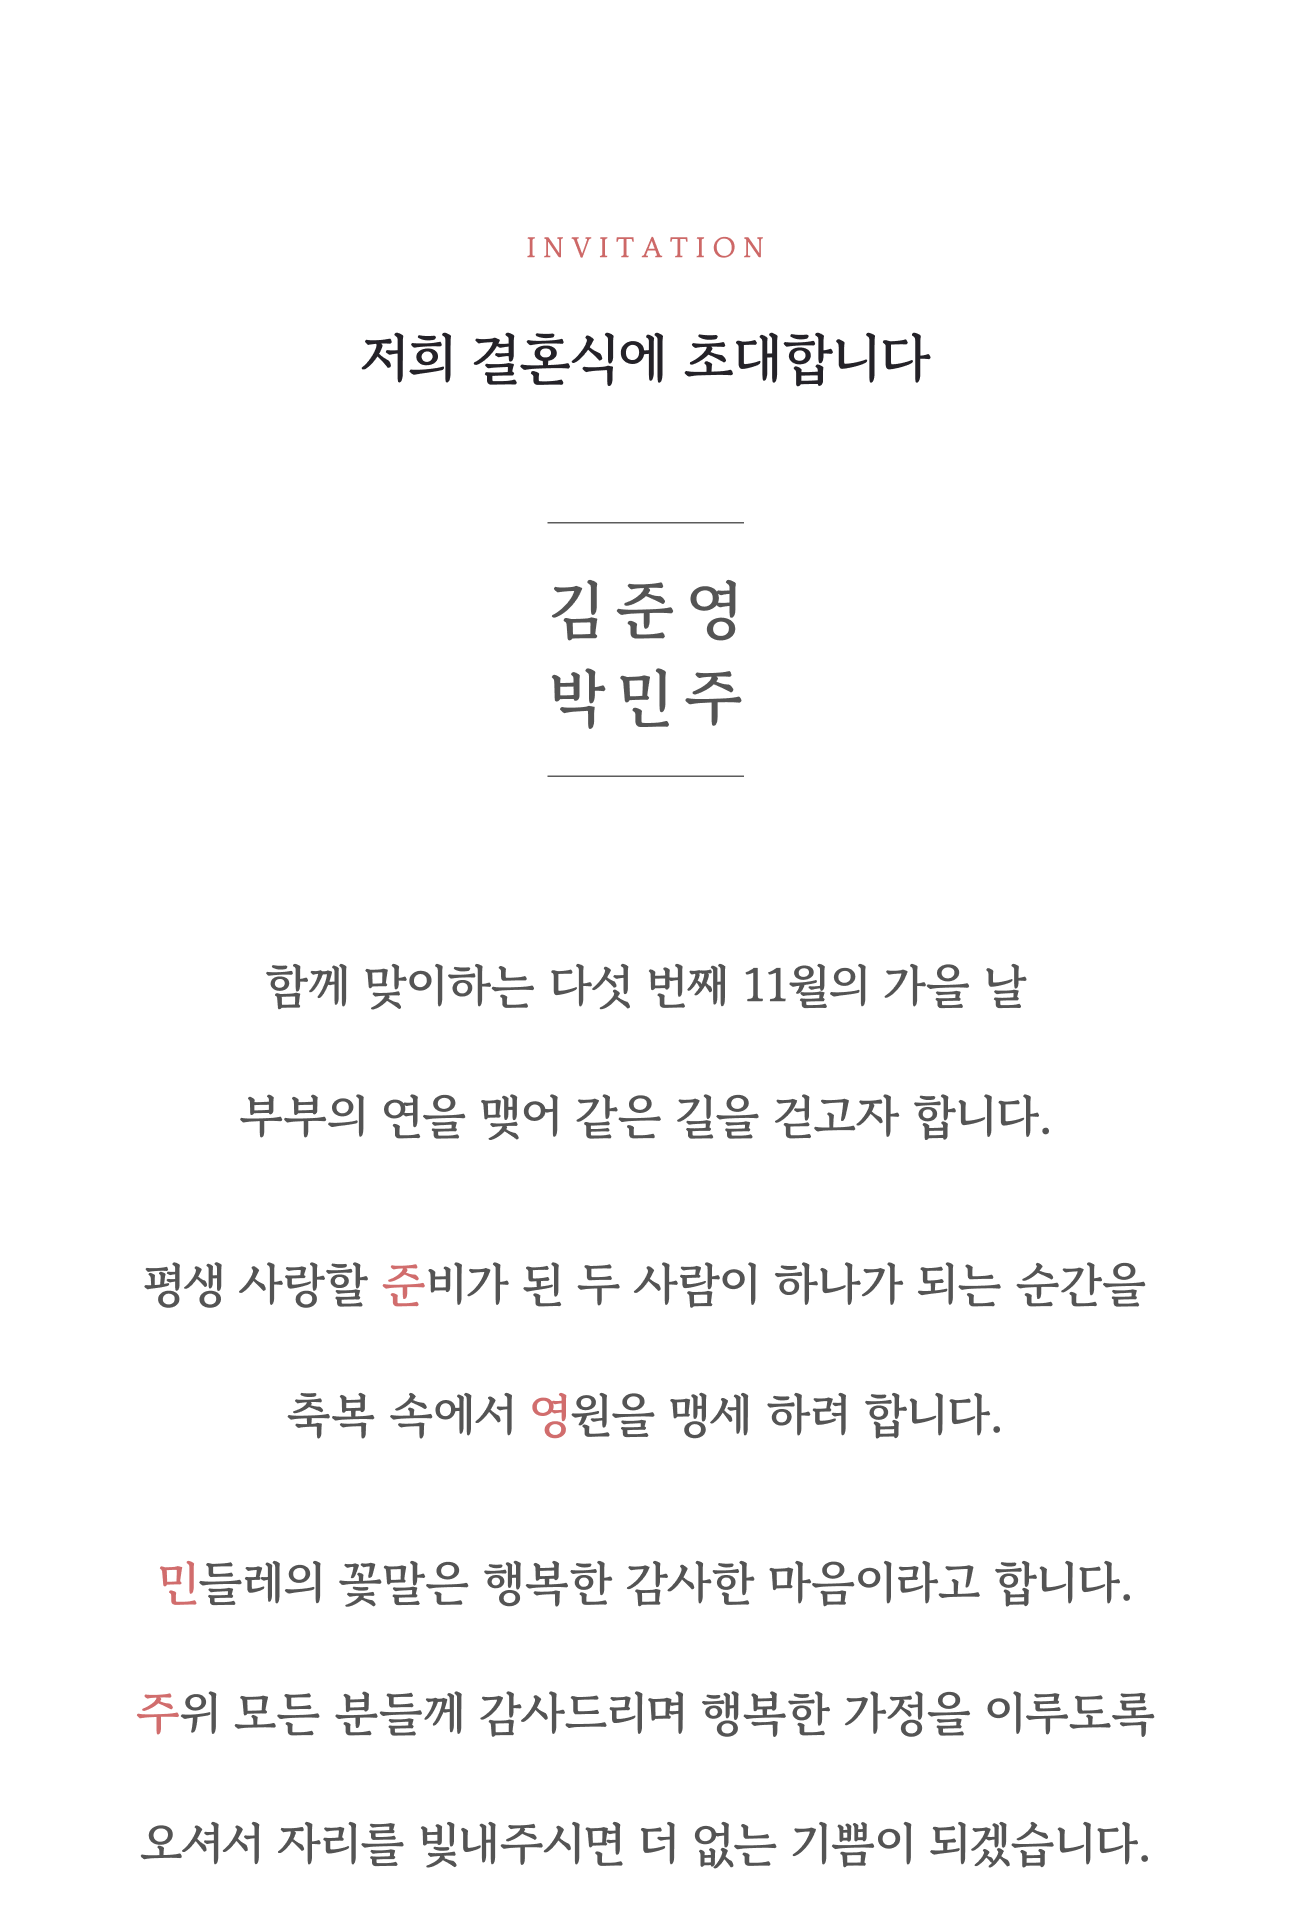 INVITATION
저희 결혼식에 초대합니다
김준영
박민주
함께 맞이하는 다섯 번째 11월의 가을 날
부부의 연을 맺어 같은 길을 걷고자 합니다.
평생 사랑할 준비가 된 두 사람이 하나가 되는 순간을
축복 속에서 영원을 맹세 하려 합니다.
민들레의 꽃말은 행복한 감사한 마음이라고 합니다.
주위 모든 분들께 감사드리며 행복한 가정을 이루도록
오셔서 자리를 빛내주시면 더 없는 기쁨이 되겠습니다.